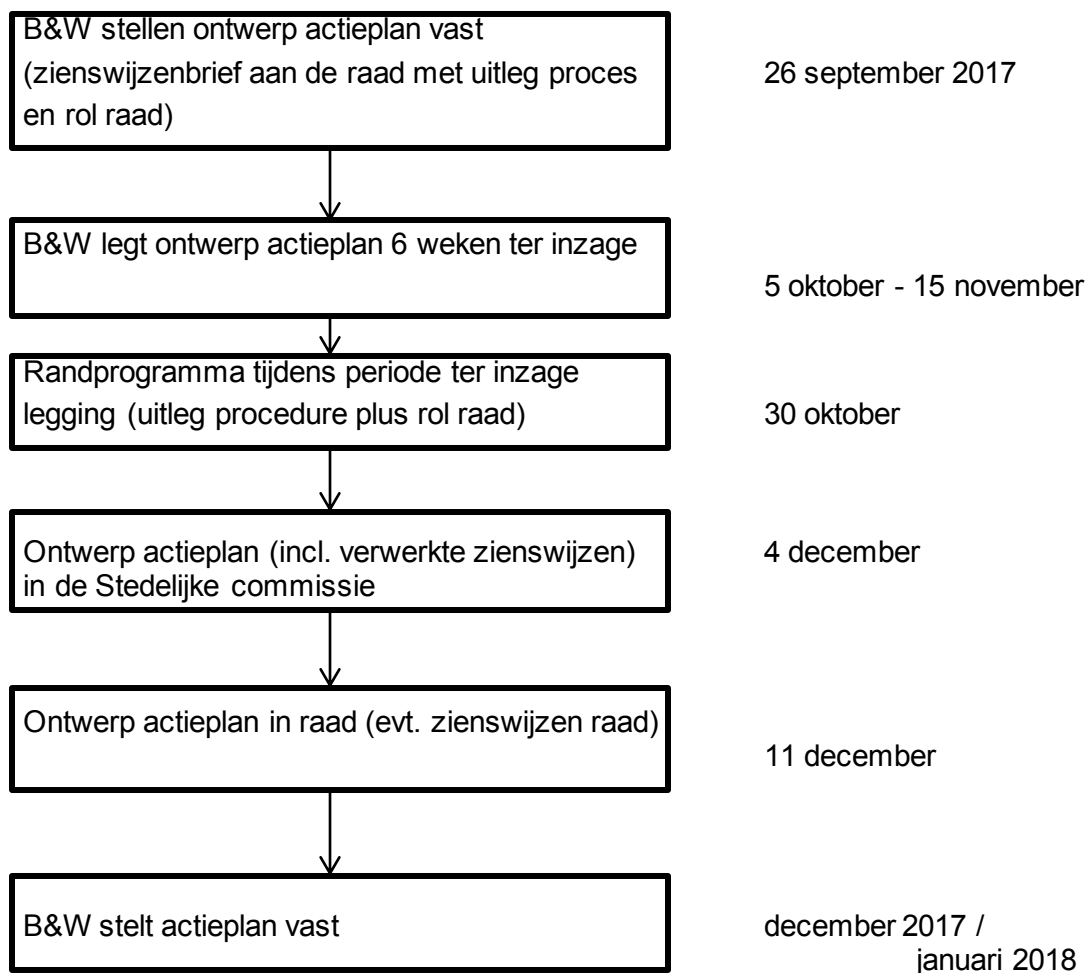 B&W stellen ontwerp actieplan vast
(zienswijzenbrief aan de raad met uitleg proces
en rol raad)
26 september 2017
B&W legt ontwerp actieplan 6 weken ter inzage
5 oktober - 15 november
Randprogramma tijdens periode ter inzage
legging (uitleg procedure plus rol raad)
30 oktober
Ontwerp actieplan (incl. verwerkte zienswijzen)
in de Stedelijke commissie
4 december
Ontwerp actieplan in raad (evt. zienswijzen raad)
11 december
B&W stelt actieplan vast
december 2017 /
januari 2018